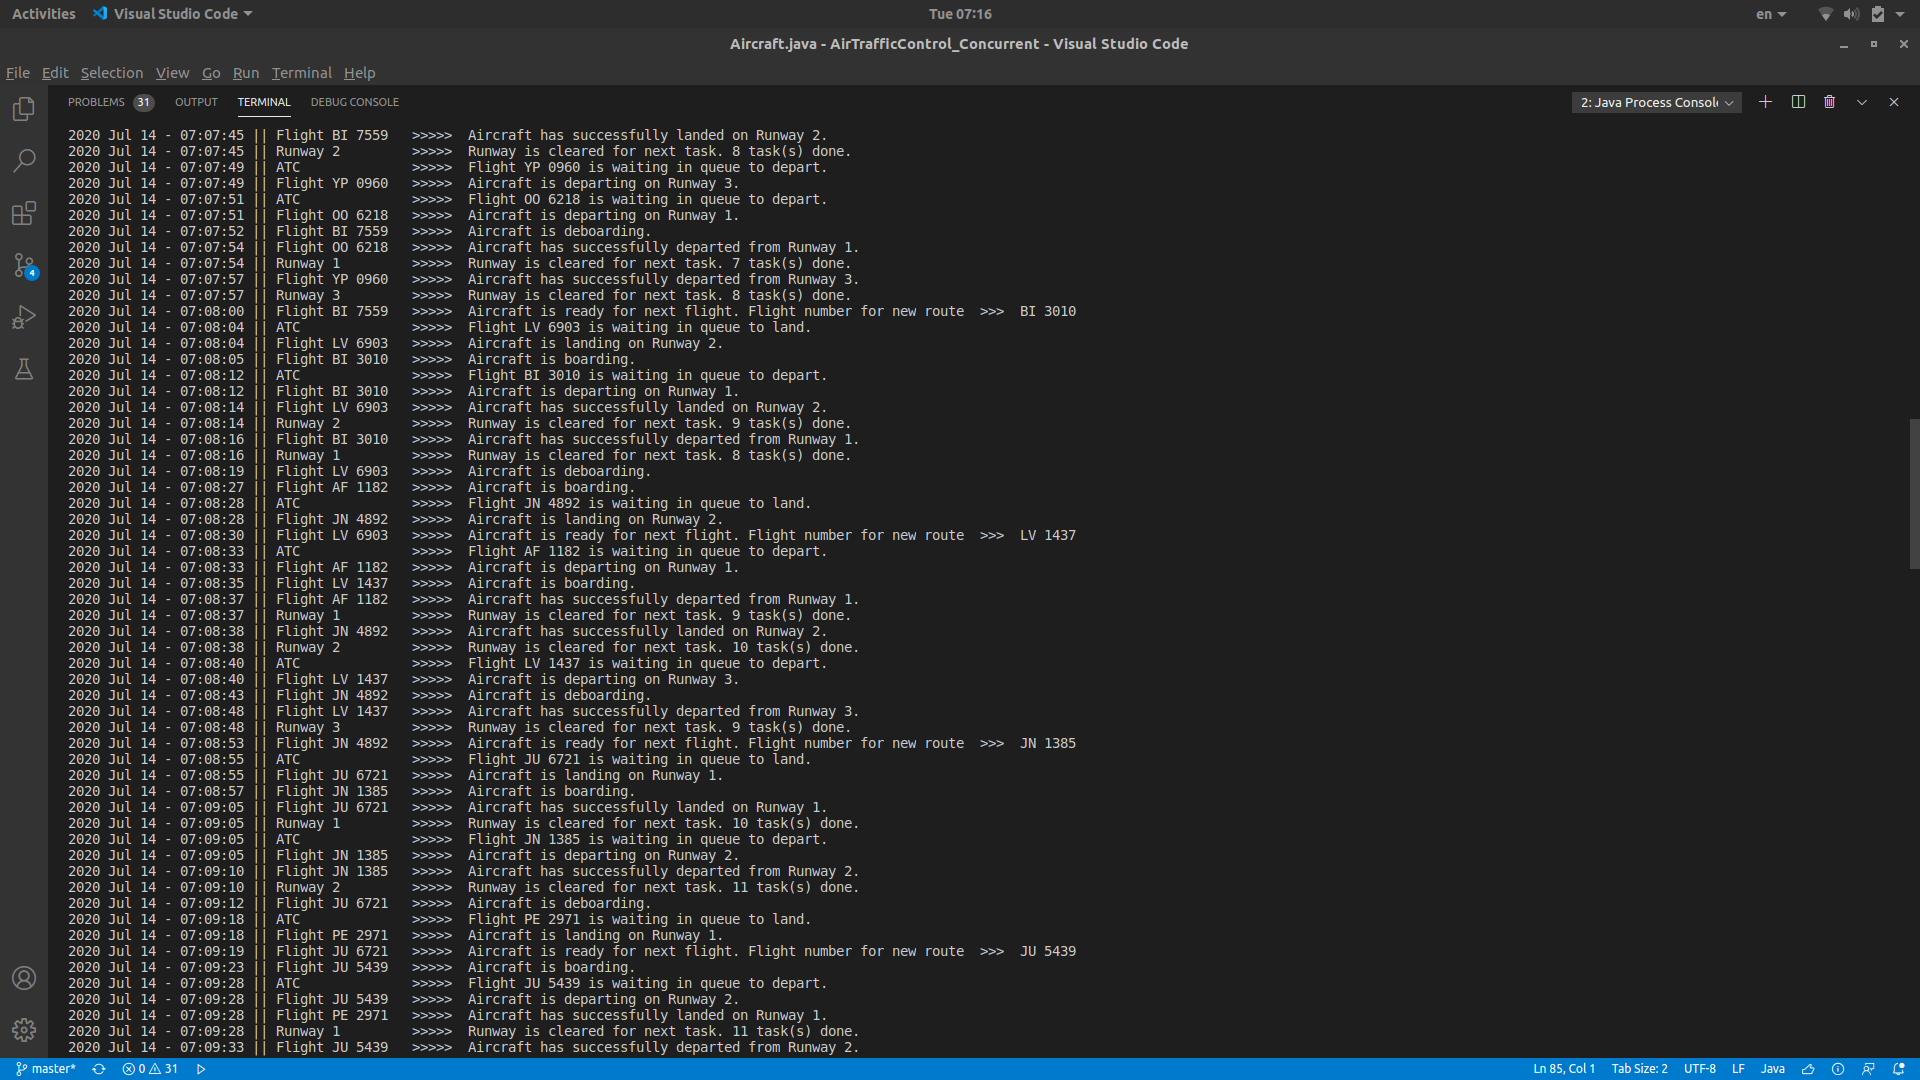 Activities Visual Studio Code Tue 07:16 en
Aircraft.java - AirTrafficControl_Concurrent - Visual Studio Code
File Edit Selection View Go Run Terminal Help
PROBLEMS 31 OUTPUT TERMINAL DEBUG CONSOLE 2: Java Process Consol
2020 Jul 14 - 07:07:45 || Flight BI 7559 >>>>> Aircraft has successfully landed on Runway 2.
2020 Jul 14 - 07:07:45 || Runway 2 >>>>> Runway is cleared for next task. 8 task(s) done.
2020 Jul 14 - 07:07:49 || ATC >>>>> Flight YP 0960 is waiting in queue to depart.
2020 Jul 14 - 07:07:49 || Flight YP 0960 >>>>> Aircraft is departing on Runway 3.
2020 Jul 14 - 07:07:51 || ATC >>>>> Flight OO 6218 is waiting in queue to depart.
2020 Jul 14 - 07:07:51 || Flight OO 6218 >>>>> Aircraft is departing on Runway 1.
2020 Jul 14 - 07:07:52 || Flight BI 7559 >>>>> Aircraft is deboarding.
2020 Jul 14 - 07:07:54 || Flight OO 6218 >>>>> Aircraft has successfully departed from Runway 1.
2020 Jul 14 - 07:07:54 || Runway 1 >>>>> Runway is cleared for next task. 7 task(s) done.
2020 Jul 14 - 07:07:57 || Flight YP 0960 >>>>> Aircraft has successfully departed from Runway 3.
2020 Jul 14 - 07:07:57 || Runway 3 >>>>> Runway is cleared for next task. 8 task(s) done.
2020 Jul 14 - 07:08:00 || Flight BI 7559 >>>>> Aircraft is ready for next flight. Flight number for new route >>> BI 3010
2020 Jul 14 - 07:08:04 || ATC >>>>> Flight LV 6903 is waiting in queue to land.
2020 Jul 14 - 07:08:04 || Flight LV 6903 >>>>> Aircraft is landing on Runway 2.
2020 Jul 14 - 07:08:05 || Flight BI 3010 >>>>> Aircraft is boarding.
2020 Jul 14 - 07:08:12 || ATC >>>>> Flight BI 3010 is waiting in queue to depart.
2020 Jul 14 - 07:08:12 || Flight BI 3010 >>>>> Aircraft is departing on Runway 1.
2020 Jul 14 - 07:08:14 || Flight LV 6903 >>>>> Aircraft has successfully landed on Runway 2.
2020 Jul 14 - 07:08:14 || Runway 2 >>>>> Runway is cleared for next task. 9 task(s) done.
2020 Jul 14 - 07:08:16 || Flight BI 3010 >>>>> Aircraft has successfully departed from Runway 1.
2020 Jul 14 - 07:08:16 || Runway 1 >>>>> Runway is cleared for next task. 8 task(s) done.
2020 Jul 14 - 07:08:19 || Flight LV 6903 >>>>> Aircraft is deboarding.
2020 Jul 14 - 07:08:27 || Flight AF 1182 >>>>> Aircraft is boarding.
2020 Jul 14 - 07:08:28 || ATC >>>>> Flight JN 4892 is waiting in queue to land.
2020 Jul 14 - 07:08:28 || Flight JN 4892 >>>>> Aircraft is landing on Runway 2.
2020 Jul 14 - 07:08:30 || Flight LV 6903 >>>>> Aircraft is ready for next flight. Flight number for new route >>> LV 1437
2020 Jul 14 - 07:08:33 || ATC >>>>> Flight AF 1182 is waiting in queue to depart.
2020 Jul 14 - 07:08:33 || Flight AF 1182 >>>>> Aircraft is departing on Runway 1.
2020 Jul 14 - 07:08:35 || Flight LV 1437 >>>>> Aircraft is boarding.
2020 Jul 14 - 07:08:37 || Flight AF 1182 >>>>> Aircraft has successfully departed from Runway 1.
2020 Jul 14 - 07:08:37 || Runway 1 >>>>> Runway is cleared for next task. 9 task(s) done.
2020 Jul 14 - 07:08:38 || Flight JN 4892 >>>>> Aircraft has successfully landed on Runway 2.
2020 Jul 14 - 07:08:38 || Runway 2 >>>>> Runway is cleared for next task. 10 task(s) done.
2020 Jul 14 - 07:08:40 || ATC >>>>> Flight LV 1437 is waiting in queue to depart.
2020 Jul 14 - 07:08:40 || Flight LV 1437 >>>>> Aircraft is departing on Runway 3.
2020 Jul 14 - 07:08:43 || Flight JN 4892 >>>>> Aircraft is deboarding.
2020 Jul 14 - 07:08:48 || Flight LV 1437 >>>>> Aircraft has successfully departed from Runway 3.
2020 Jul 14 - 07:08:48 || Runway 3 >>>>> Runway is cleared for next task. 9 task(s) done.
2020 Jul 14 - 07:08:53 || Flight JN 4892 >>>>> Aircraft is ready for next flight. Flight number for new route >>> JN 1385
2020 Jul 14 - 07:08:55 || ATC >>>>> Flight JU 6721 is waiting in queue to land.
2020 Jul 14 - 07:08:55 || Flight JU 6721 >>>>> Aircraft is landing on Runway 1.
2020 Jul 14 - 07:08:57 || Flight JN 1385 >>>>> Aircraft is boarding.
2020 Jul 14 - 07:09:05 || Flight JU 6721 >>>>> Aircraft has successfully landed on Runway 1.
2020 Jul 14 - 07:09:05 || Runway 1 >>>>> Runway is cleared for next task. 10 task(s) done.
2020 Jul 14 - 07:09:05 || ATC >>>>> Flight JN 1385 is waiting in queue to depart.
2020 Jul 14 - 07:09:05 || Flight JN 1385 >>>>> Aircraft is departing on Runway 2.
2020 Jul 14 - 07:09:10 || Flight JN 1385 >>>>> Aircraft has successfully departed from Runway 2.
2020 Jul 14 - 07:09:10 || Runway 2 >>>>> Runway is cleared for next task. 11 task(s) done.
2020 Jul 14 - 07:09:12 || Flight JU 6721 >>>>> Aircraft is deboarding.
2020 Jul 14 - 07:09:18 || ATC >>>>> Flight PE 2971 is waiting in queue to land.
2020 Jul 14 - 07:09:18 || Flight PE 2971 >>>>> Aircraft is landing on Runway 1.
2020 Jul 14 - 07:09:19 || Flight JU 6721 >>>>> Aircraft is ready for next flight. Flight number for new route >>> JU 5439
2020 Jul 14 - 07:09:23 || Flight JU 5439 >>>>> Aircraft is boarding.
2020 Jul 14 - 07:09:28 || ATC >>>>> Flight JU 5439 is waiting in queue to depart.
2020 Jul 14 - 07:09:28 || Flight JU 5439 >>>>> Aircraft is departing on Runway 2.
2020 Jul 14 - 07:09:28 || Flight PE 2971 >>>>> Aircraft has successfully landed on Runway 1.
2020 Jul 14 - 07:09:28 || Runway 1 >>>>> Runway is cleared for next task. 11 task(s) done.
2020 Jul 14 - 07:09:33 || Flight JU 5439 >>>>> Aircraft has successfully departed from Runway 2.
4
master* 0 31 Ln 85, Col 1 Tab Size: 2 UTF-8 LF Java